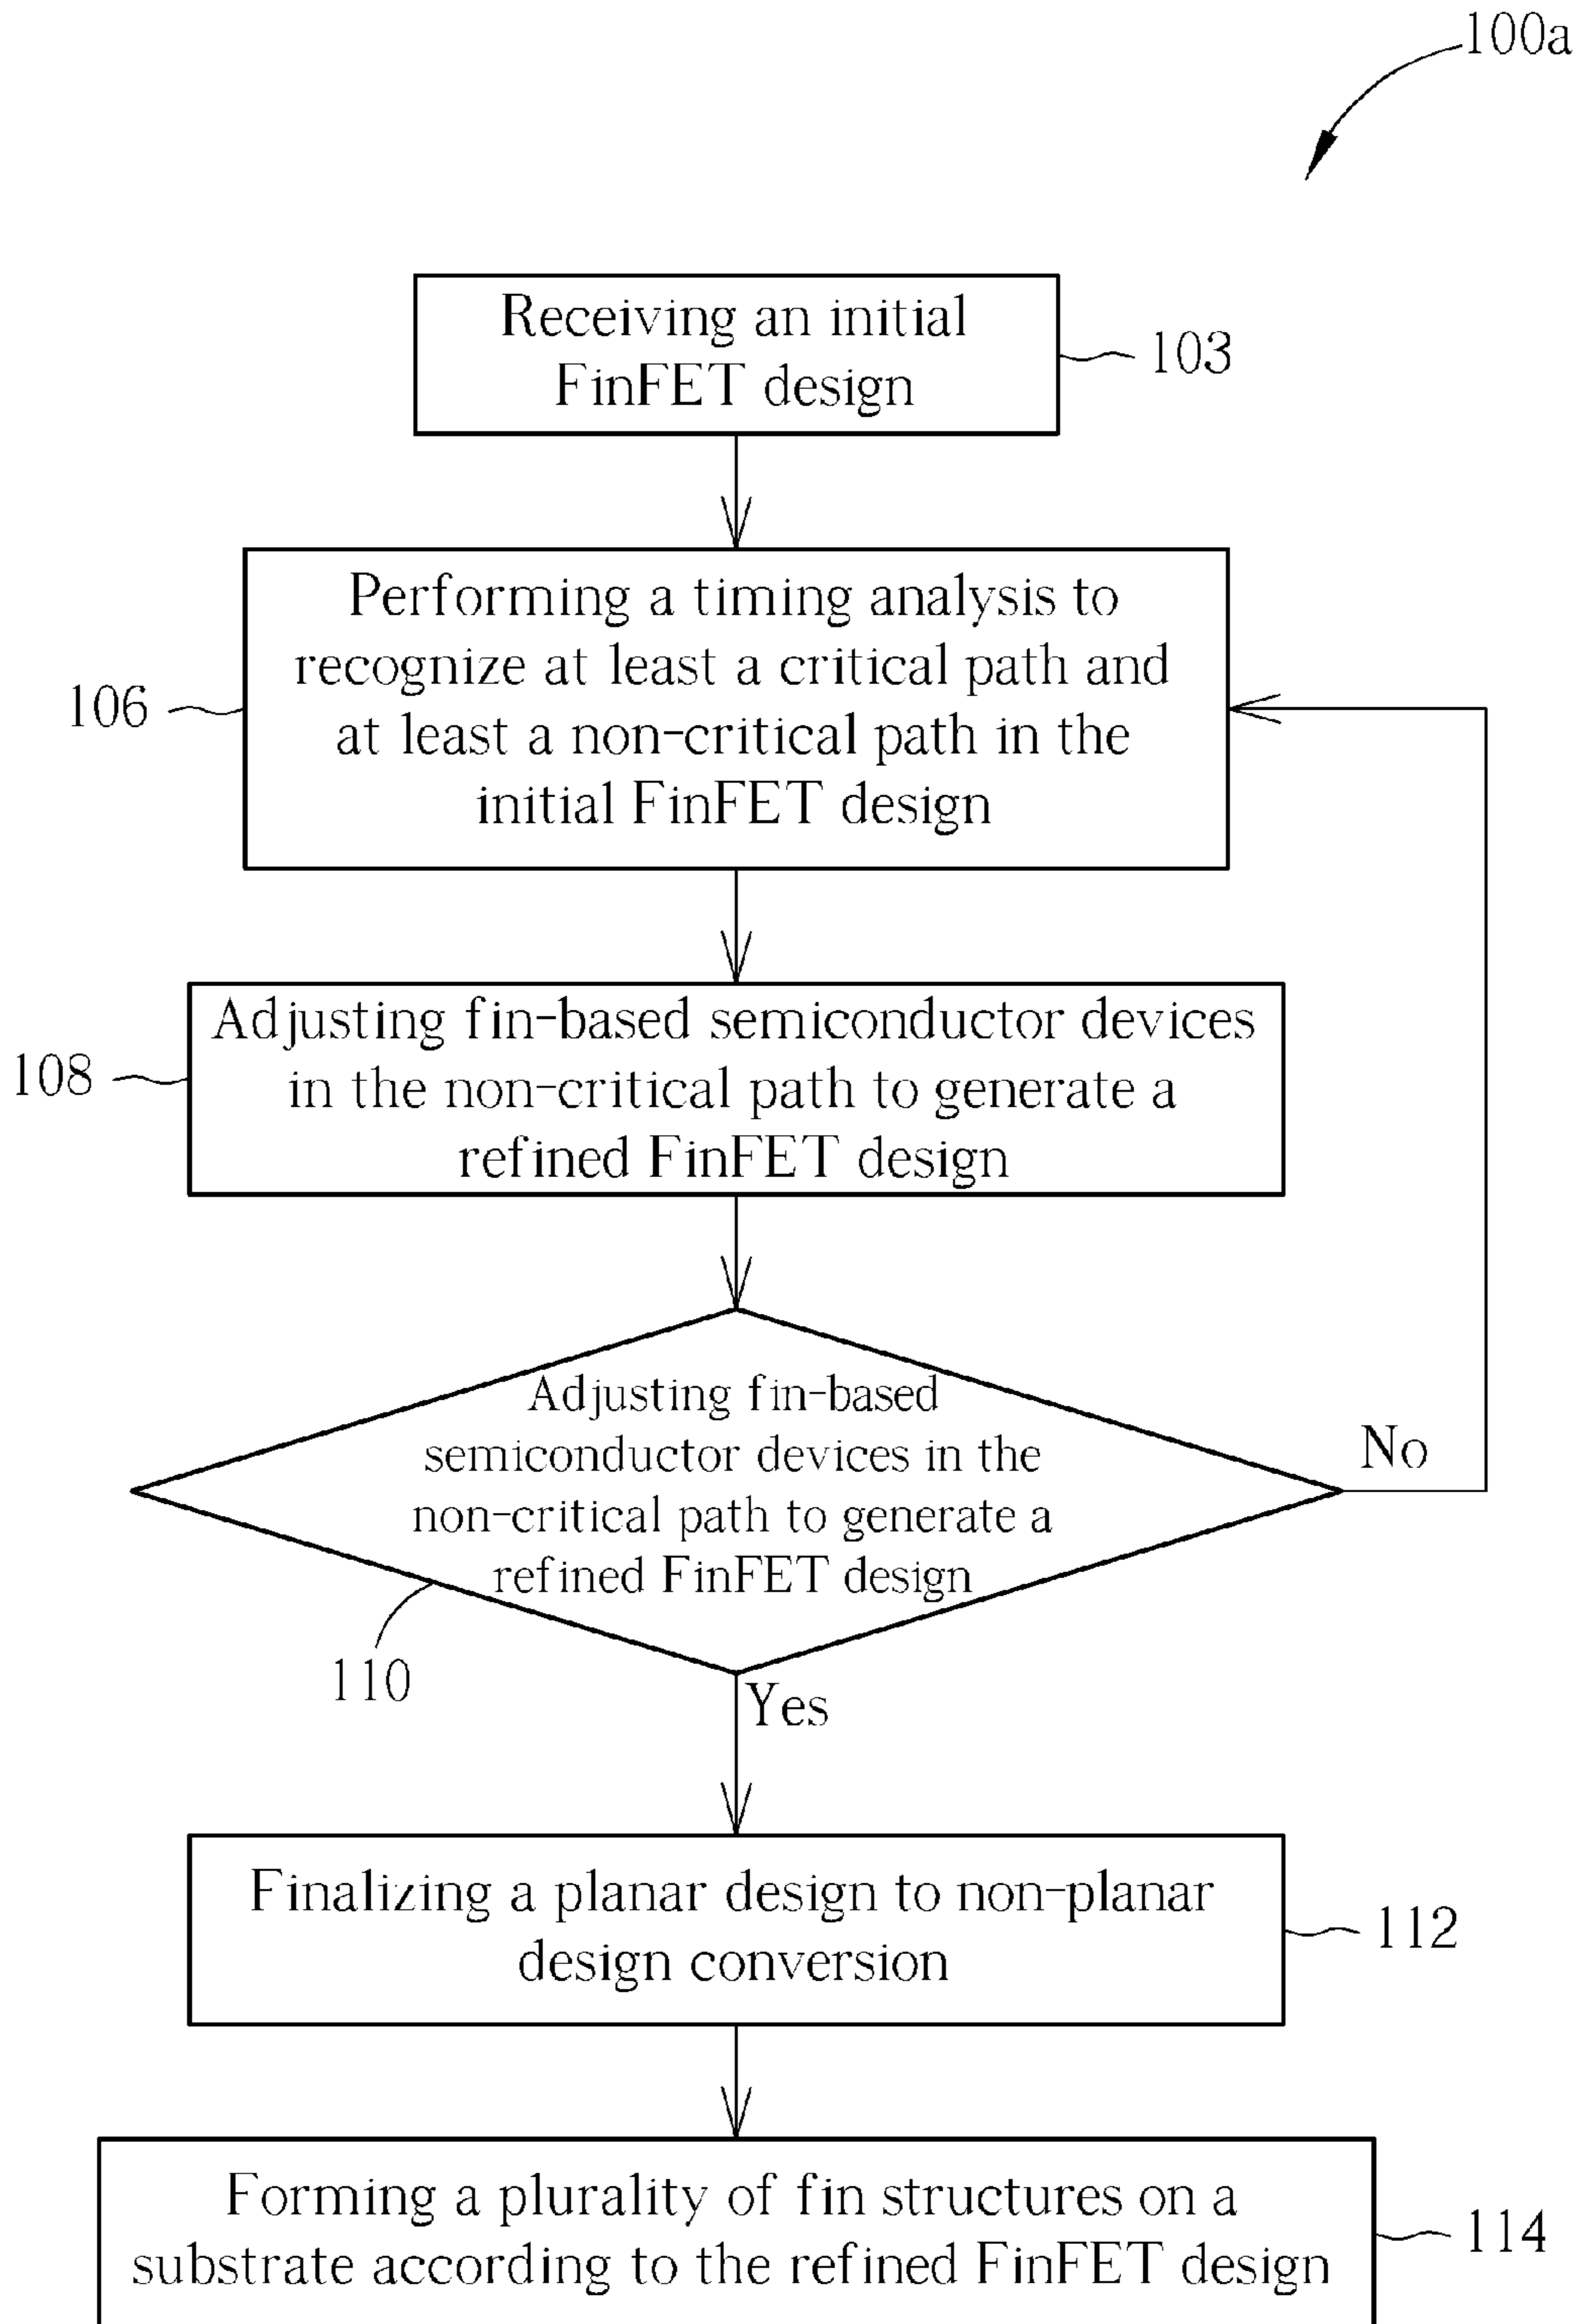 100a
Receiving an initial
FinFET design
103
Performing a timing analysis to
recognize at least a critical path and
at least a non-critical path in the
initial FinFET design
106
Adjusting fin-based semiconductor devices
in the non-critical path to generate a
refined FinFET design
108
Adjusting fin-based
semiconductor devices in the
non-critical path to generate a
refined FinFET design
No
110
Yes
Finalizing a planar design to non-planar
design conversion
112
Forming a plurality of fin structures on a
substrate according to the refined FinFET design
114